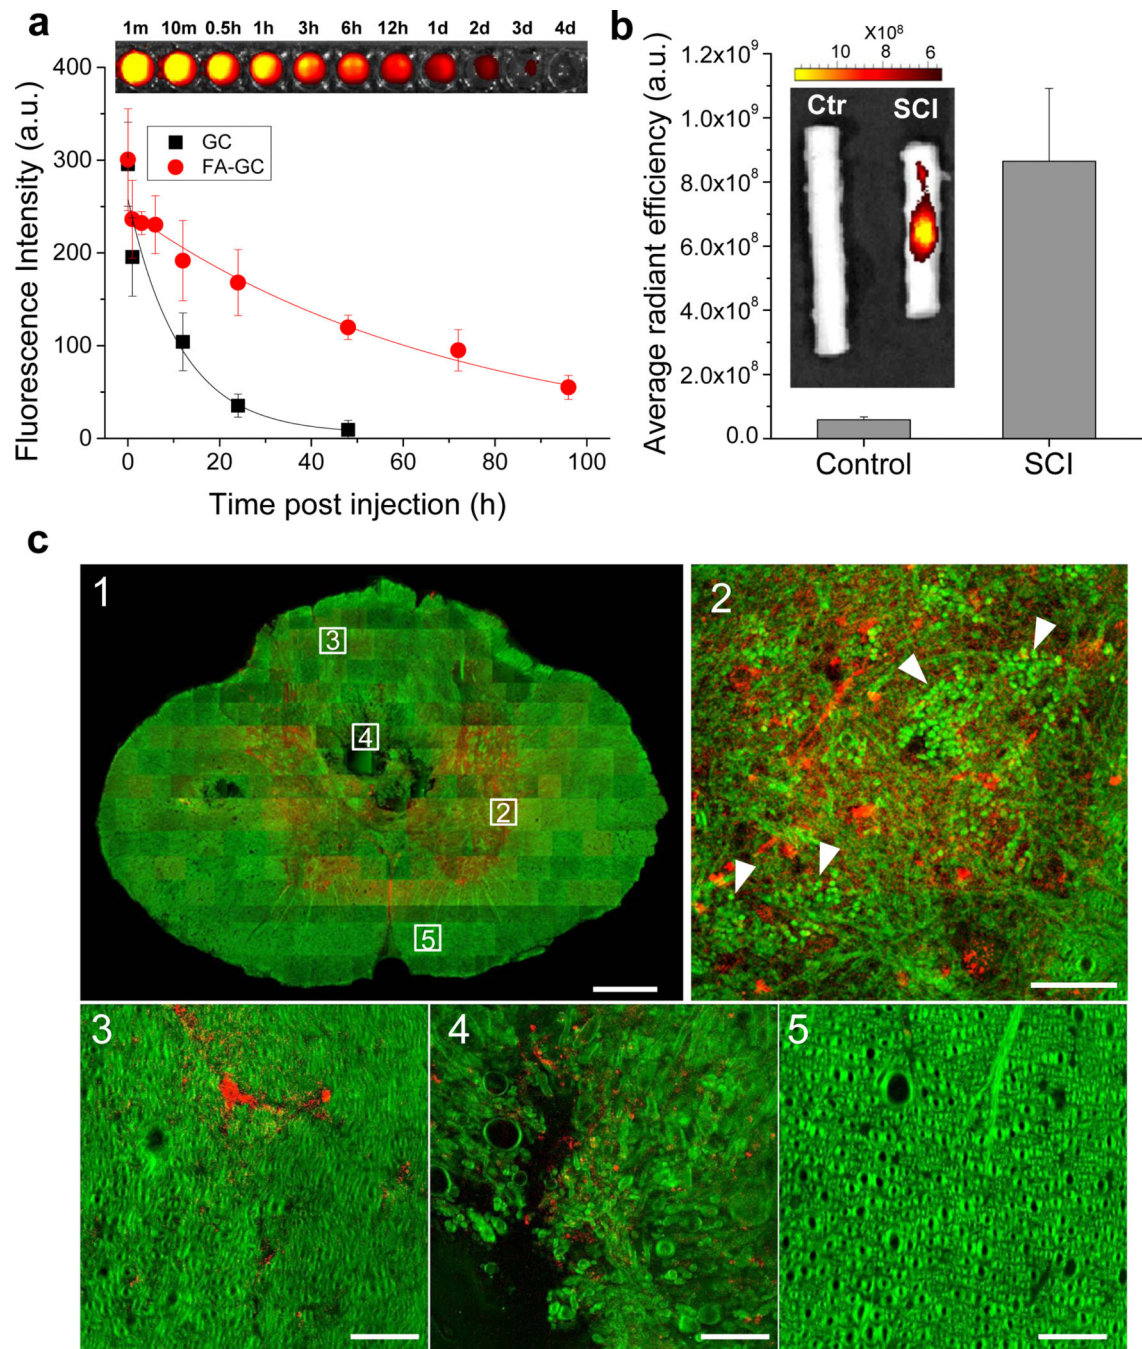 a
1m 10m 0.5h 1h 3h 6h 12h 1d 2d 3d 4d
400
300
200
100
0
Fluorescence Intensity (a.u.)
GC
FA-GC
0 20 40 60 80 100
Time post injection (h)
b
1.2x10⁹
1.0x10⁹
8.0x10⁸
6.0x10⁸
4.0x10⁸
2.0x10⁸
0.0
Average radiant efficiency (a.u.)
X10⁸
10 8 6
Ctr SCI
Control SCI
c
1
3
4
2
5
2
3
4
5